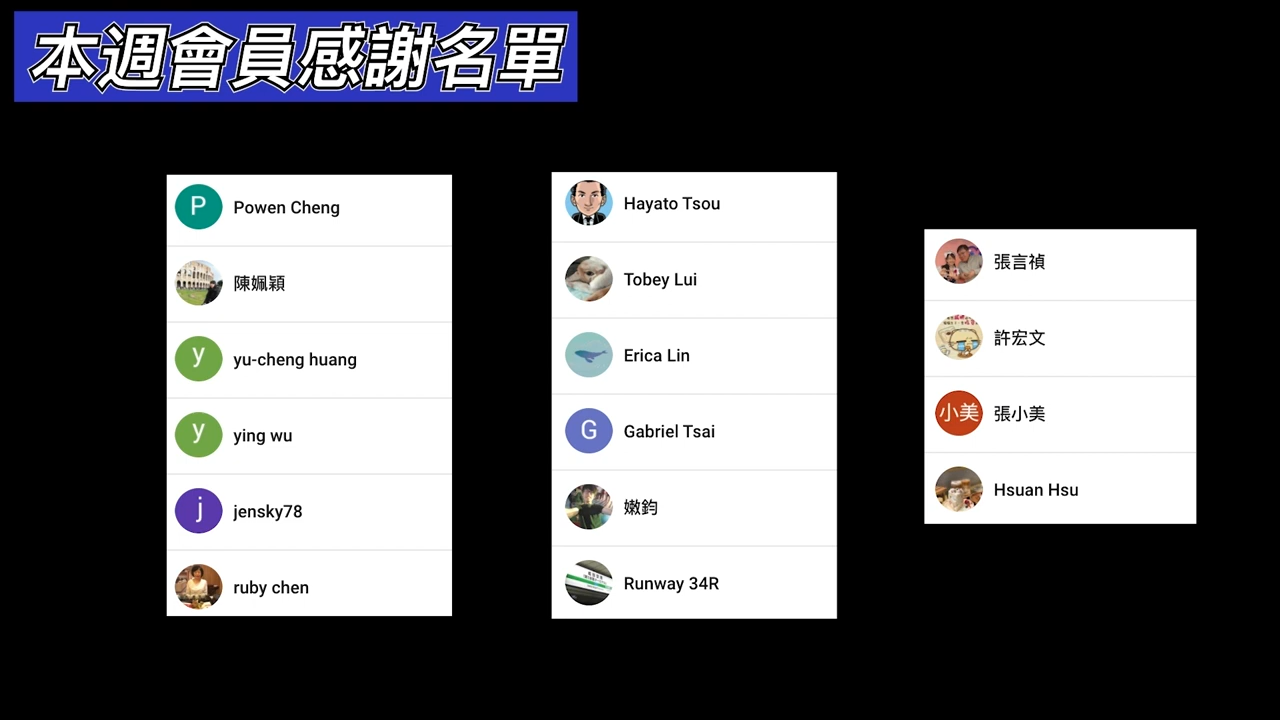 本週會員感謝名單
P
Powen Cheng
陳姵穎
y
yu-cheng huang
y
ying wu
j
jensky78
ruby chen
Hayato Tsou
Tobey Lui
Erica Lin
G
Gabriel Tsai
嫩鈞
Runway 34R
張言禎
許宏文
小美
張小美
Hsuan Hsu